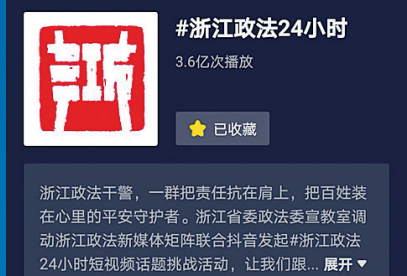 #浙江政法24小时
3.6亿次播放
已收藏
浙江政法干警，一群把责任抗在肩上，把百姓装
在心里的平安守护者。浙江省委政法委宣教室调
动浙江政法新媒体矩阵联合抖音发起#浙江政法
24小时短视频话题挑战活动，让我们跟... 展开